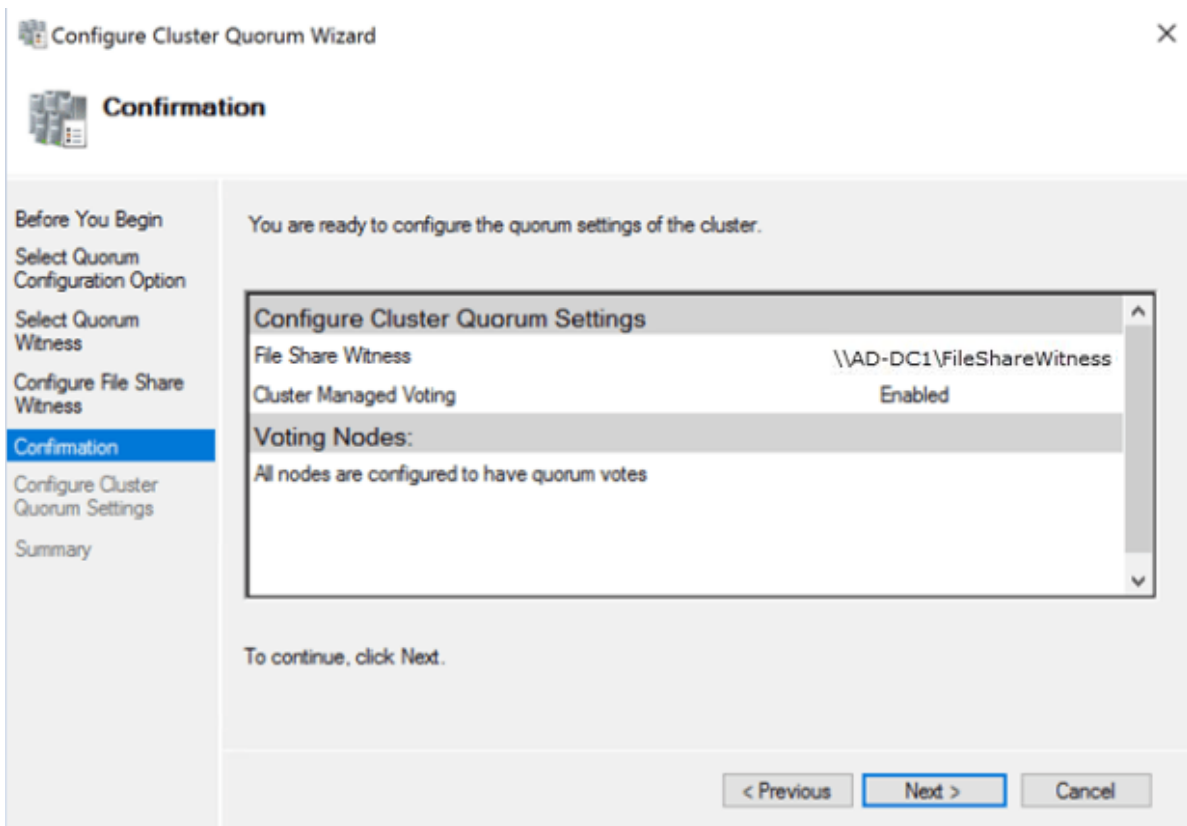 Configure Cluster Quorum Wizard
Confirmation
Before You Begin
Select Quorum
Configuration Option
Select Quorum
Witness
Configure File Share
Witness
Confirmation
Configure Cluster
Quorum Settings
Summary
You are ready to configure the quorum settings of the cluster.
Configure Cluster Quorum Settings
File Share Witness \\AD-DC1\FileShareWitness
Cluster Managed Voting Enabled
Voting Nodes:
All nodes are configured to have quorum votes
To continue, click Next.
< Previous Next > Cancel